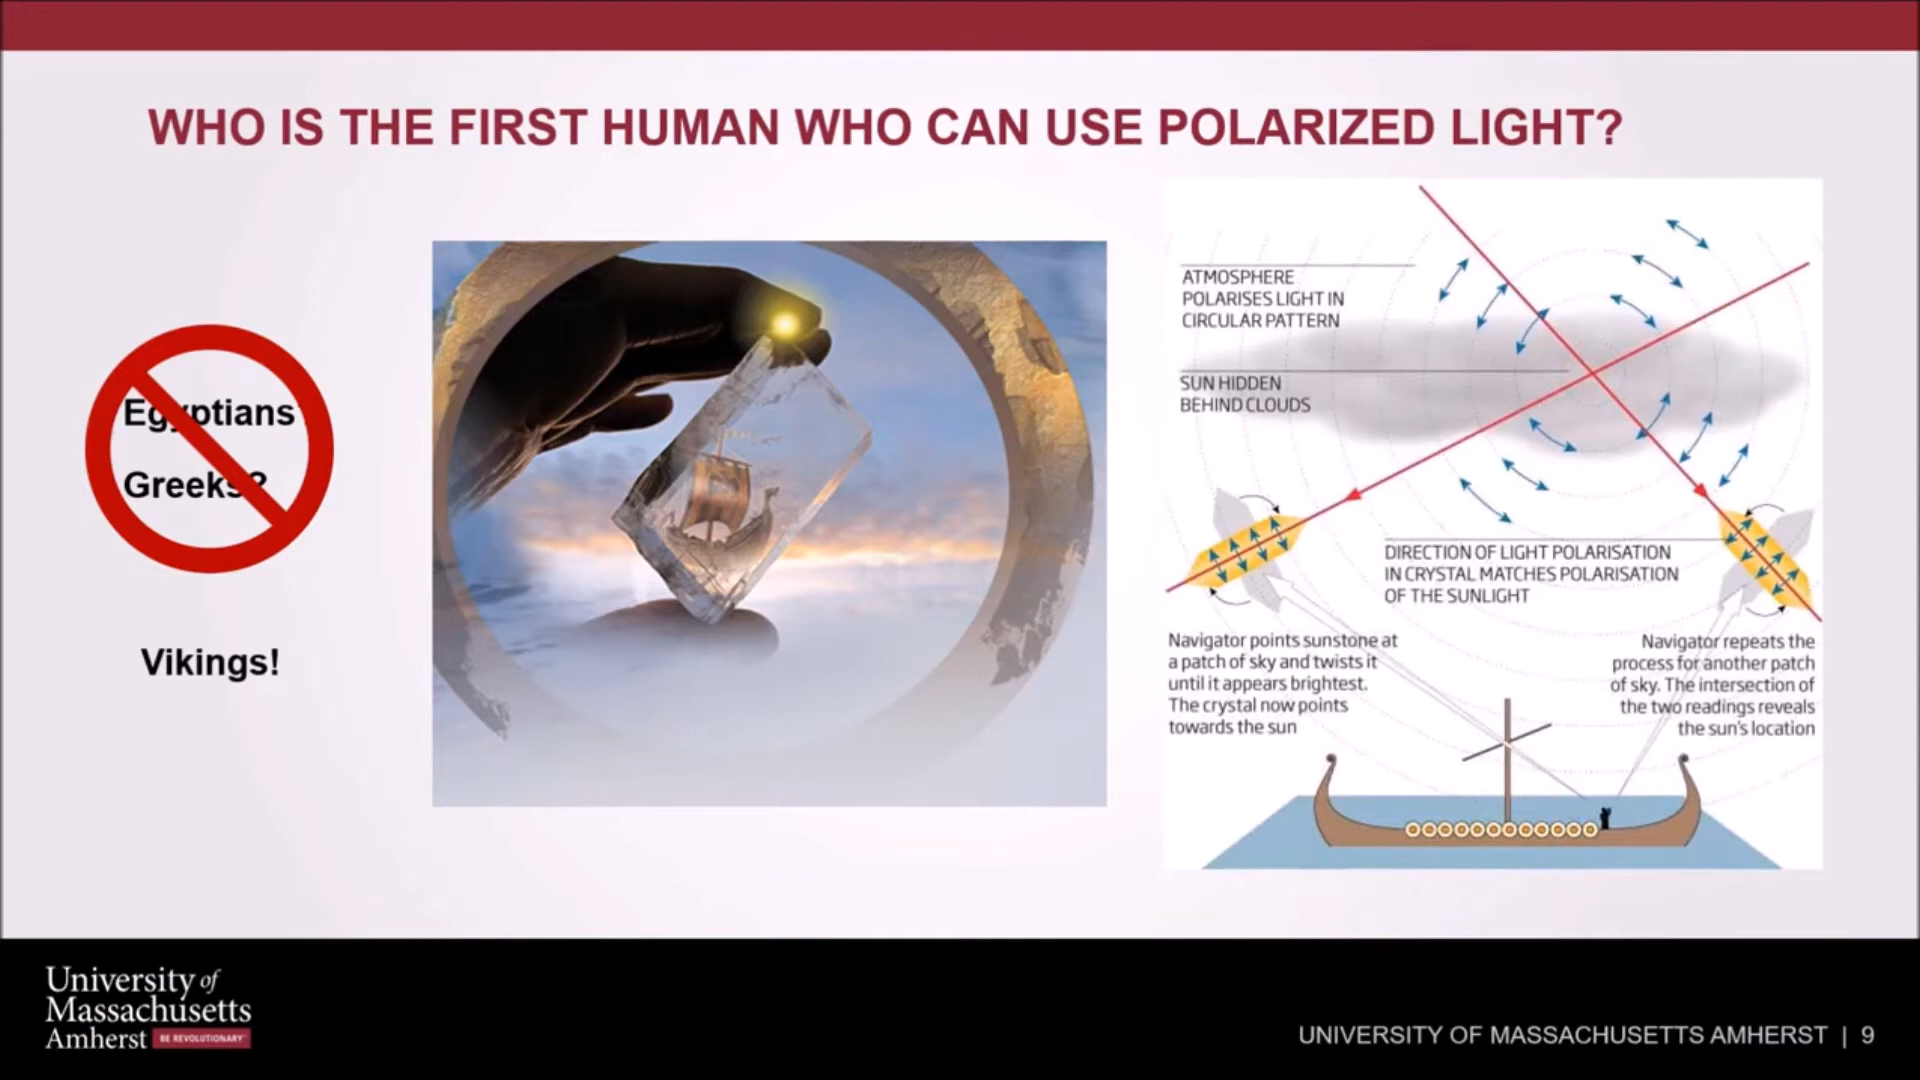 WHO IS THE FIRST HUMAN WHO CAN USE POLARIZED LIGHT?
Egyptians
Greeks?
Vikings!
ATMOSPHERE
POLARISES LIGHT IN
CIRCULAR PATTERN
SUN HIDDEN
BEHIND CLOUDS
DIRECTION OF LIGHT POLARISATION
IN CRYSTAL MATCHES POLARISATION
OF THE SUNLIGHT
Navigator points sunstone at
a patch of sky and twists it
until it appears brightest.
The crystal now points
towards the sun
Navigator repeats the
process for another patch
of sky. The intersection of
the two readings reveals
the sun's location
University of
Massachusetts
Amherst BE REVOLUTIONARY
UNIVERSITY OF MASSACHUSETTS AMHERST | 9